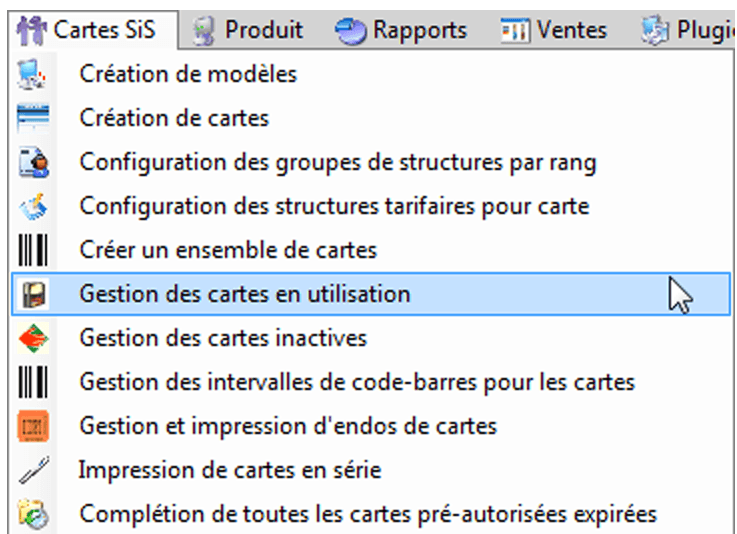 Cartes SiS Produit Rapports Ventes Plugi
Création de modèles
Création de cartes
Configuration des groupes de structures par rang
Configuration des structures tarifaires pour carte
Créer un ensemble de cartes
Gestion des cartes en utilisation
Gestion des cartes inactives
Gestion des intervalles de code-barres pour les cartes
Gestion et impression d'endos de cartes
Impression de cartes en série
Complétion de toutes les cartes pré-autorisées expirées